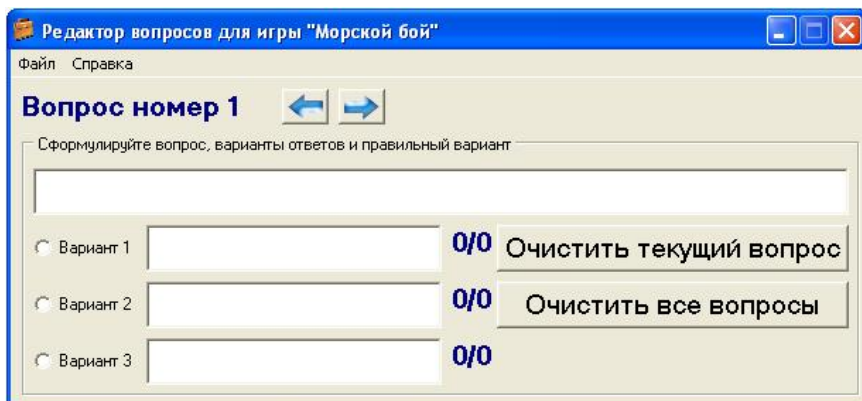 Редактор вопросов для игры "Морской бой"
Файл Справка
Вопрос номер 1
Сформулируйте вопрос, варианты ответов и правильный вариант
Вариант 1 0/0 Очистить текущий вопрос
Вариант 2 0/0 Очистить все вопросы
Вариант 3 0/0